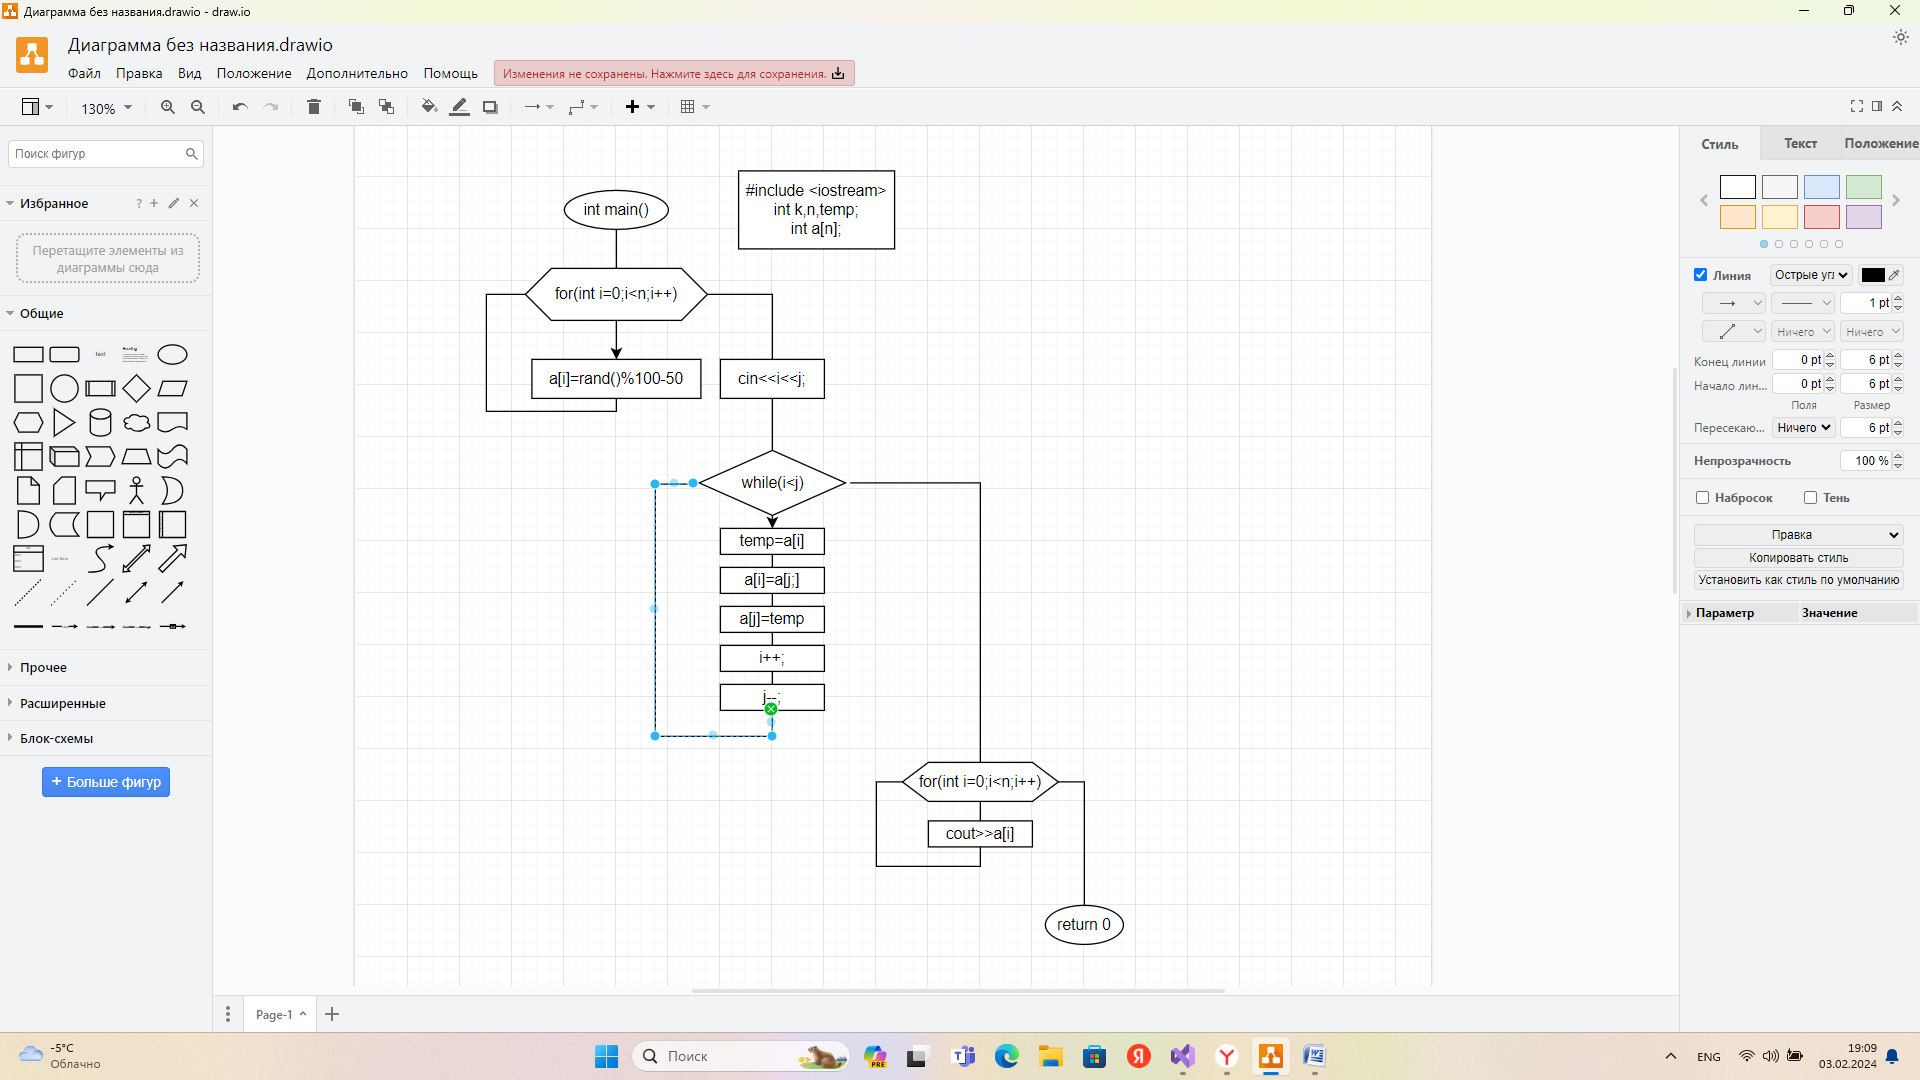 Диаграмма без названия.drawio - draw.io
Диаграмма без названия.drawio
Файл Правка Вид Положение Дополнительно Помощь
Изменения не сохранены. Нажмите здесь для сохранения.
130%
Поиск фигур
Избранное
?
Перетащите элементы из
диаграммы сюда
Общие
Text
Heading
List Item
Прочее
Расширенные
Блок-схемы
+ Больше фигур
int main()
#include <iostream>
int k,n,temp;
int a[n];
for(int i=0;i<n;i++)
a[i]=rand()%100-50
cin<<i<<j;
while(i<j)
temp=a[i]
a[i]=a[j;]
a[j]=temp
i++;
j--;
for(int i=0;i<n;i++)
cout>>a[i]
return 0
Стиль Текст Положение
Линия Острые угл
1 pt
Ничего Ничего
Конец линии 0 pt 6 pt
Начало лин... 0 pt 6 pt
Поля Размер
Пересекаю... Ничего 6 pt
Непрозрачность 100 %
Набросок Тень
Правка
Копировать стиль
Установить как стиль по умолчанию
Параметр Значение
Page-1
-5°C
Облачно
Поиск
PRE
Я
Y
W
ENG
19:09
03.02.2024